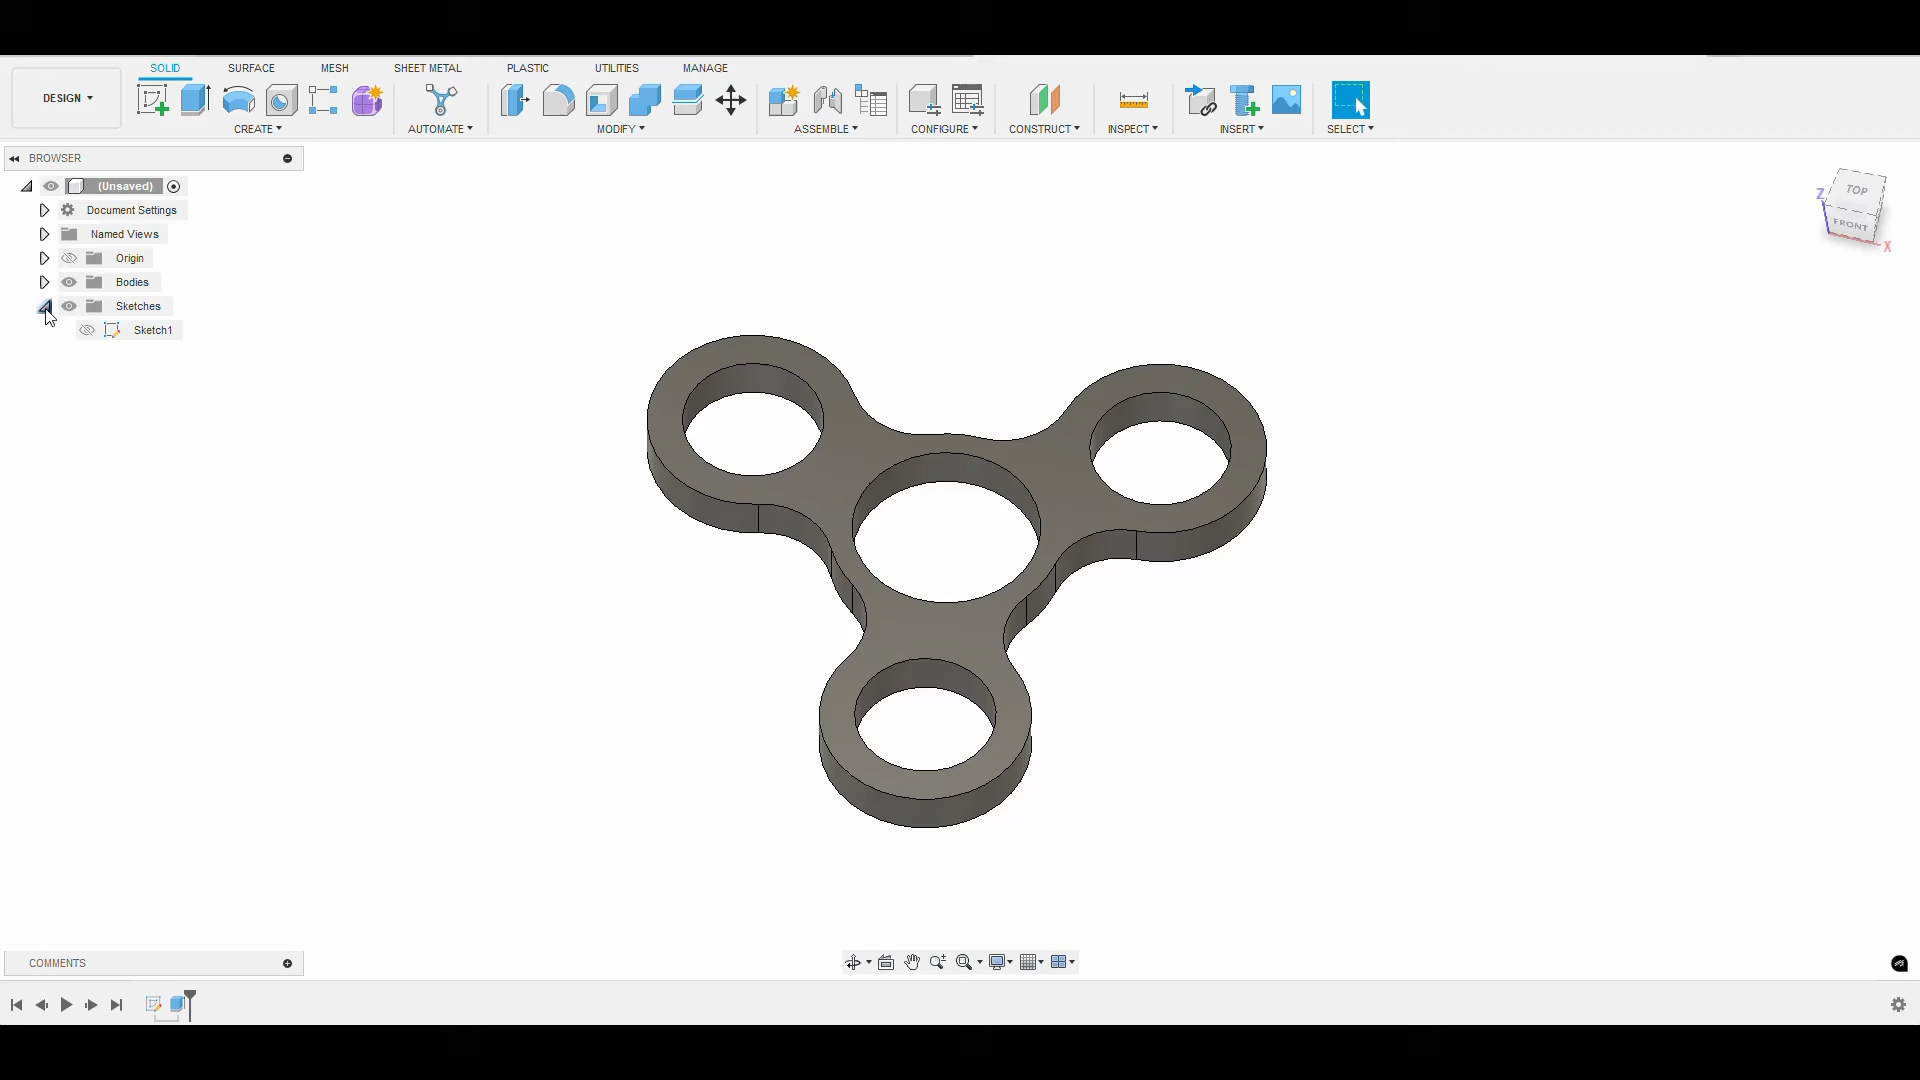 SOLID SURFACE MESH SHEET METAL PLASTIC UTILITIES MANAGE
DESIGN
CREATE AUTOMATE MODIFY ASSEMBLE CONFIGURE CONSTRUCT INSPECT INSERT SELECT
BROWSER
(Unsaved)
Document Settings
Named Views
Origin
Bodies
Sketches
Sketch1
TOP
FRONT
Z
X
COMMENTS